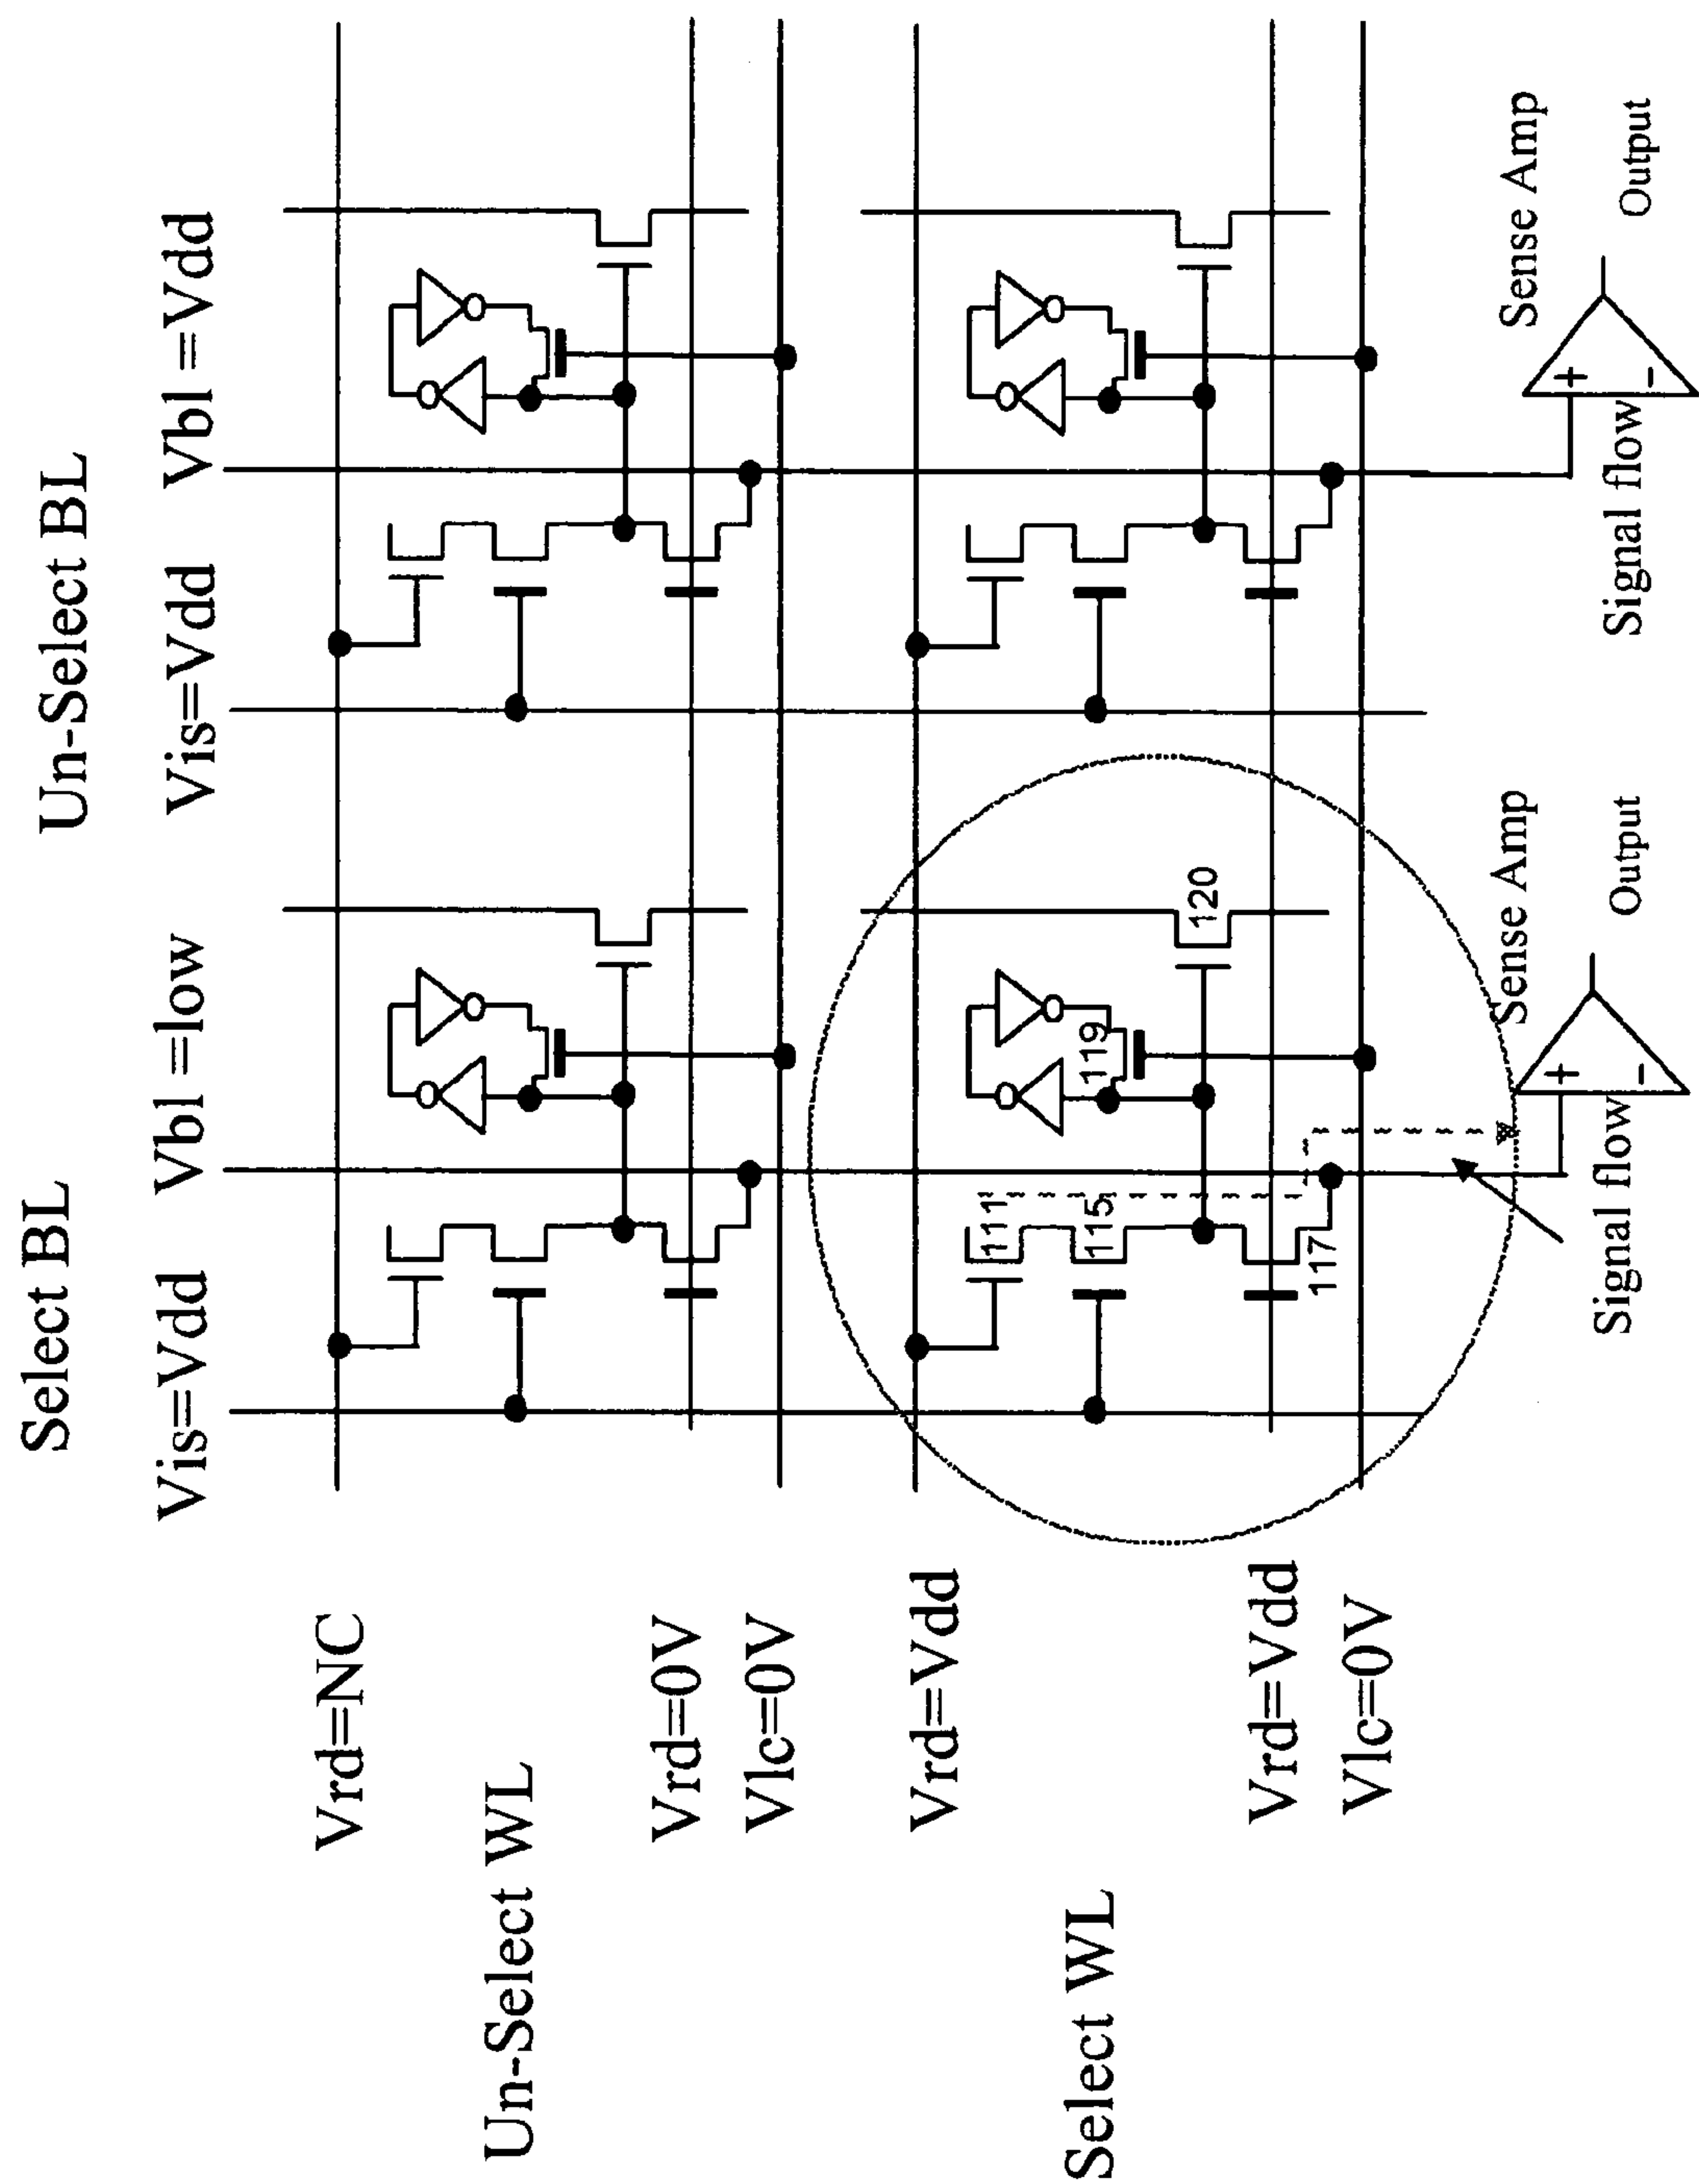 Select BL
Un-Select BL
Vis=Vdd
Vbl =low
Vis=Vdd
Vbl =Vdd
Vrd=NC
Un-Select WL
Vrd=0V
Vlc=0V
Vrd=Vdd
111
115
119
120
117
Select WL
Vrd=Vdd
Vlc=0V
Sense Amp
+
-
Signal flow
Output
Sense Amp
+
-
Signal flow
Output